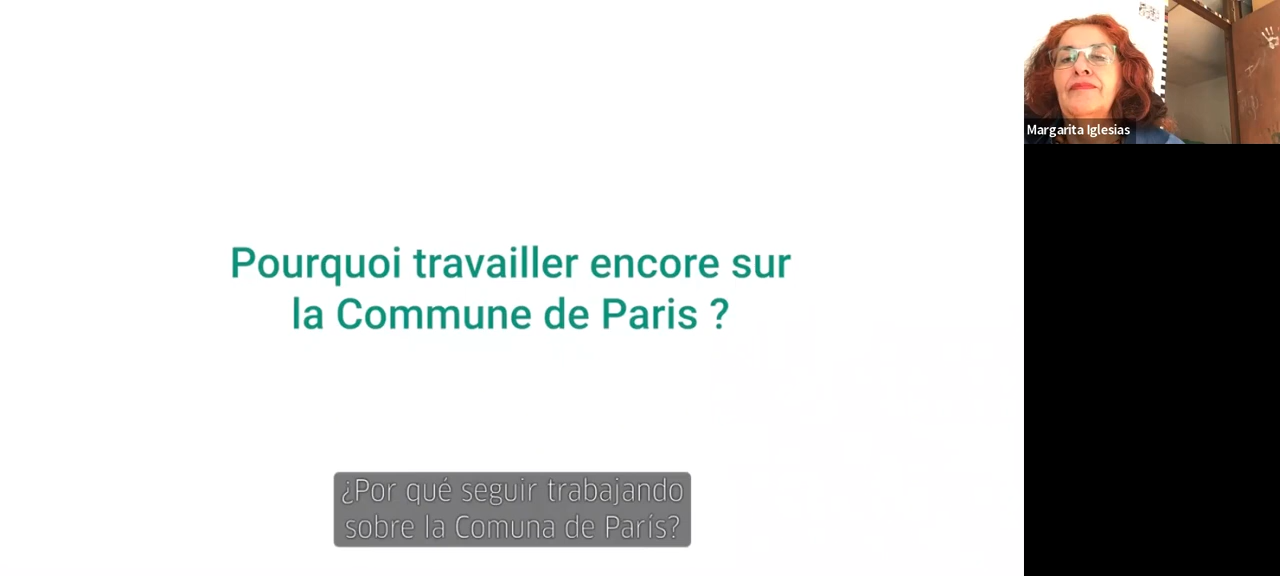 Pourquoi travailler encore sur
la Commune de Paris ?
¿Por qué seguir trabajando
sobre la Comuna de París?
Margarita Iglesias